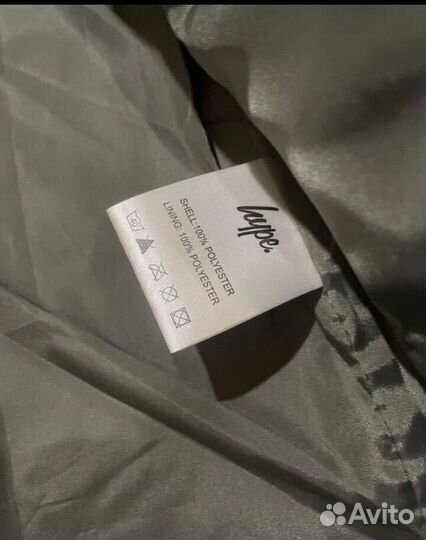 hype.
SHELL:100% POLYESTER
LINING: 100% POLYESTER
40
Avito